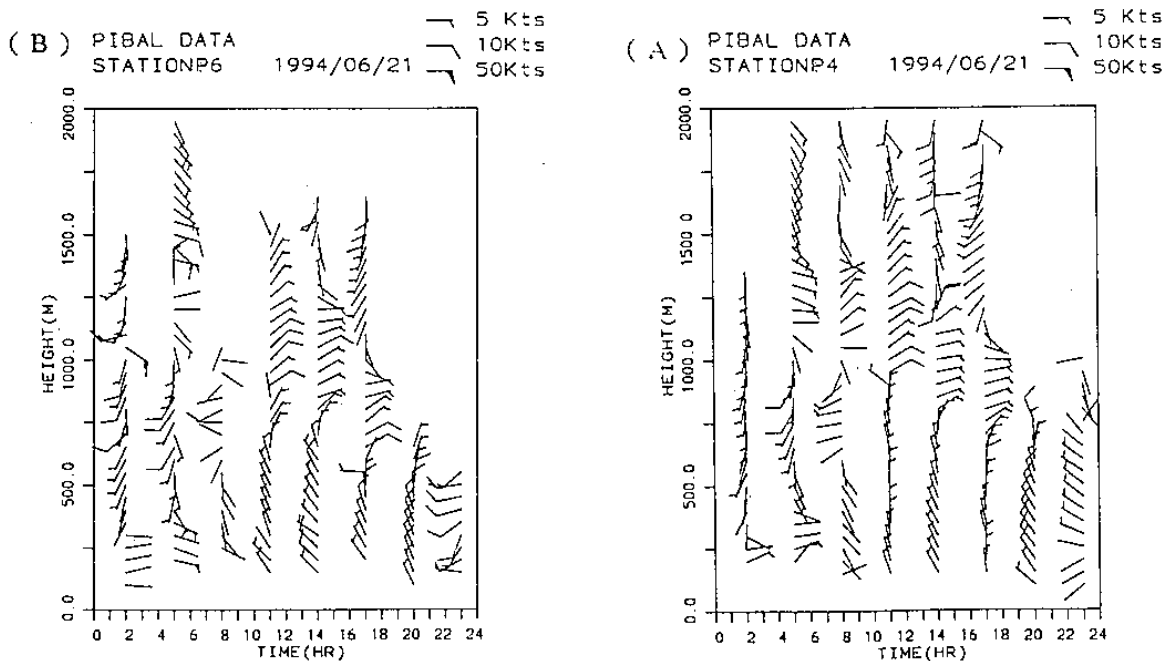 ( B ) PIBAL DATA
STATIONP6 1994/06/21
5 Kts
10Kts
50Kts
HEIGHT(M)
2000.0
1500.0
1000.0
500.0
0.0
0 2 4 6 8 10 12 14 16 18 20 22 24
TIME(HR)
( A ) PIBAL DATA
STATIONP4 1994/06/21
5 Kts
10Kts
50Kts
HEIGHT(M)
2000.0
1500.0
1000.0
500.0
0.0
0 2 4 6 8 10 12 14 16 18 20 22 24
TIME(HR)